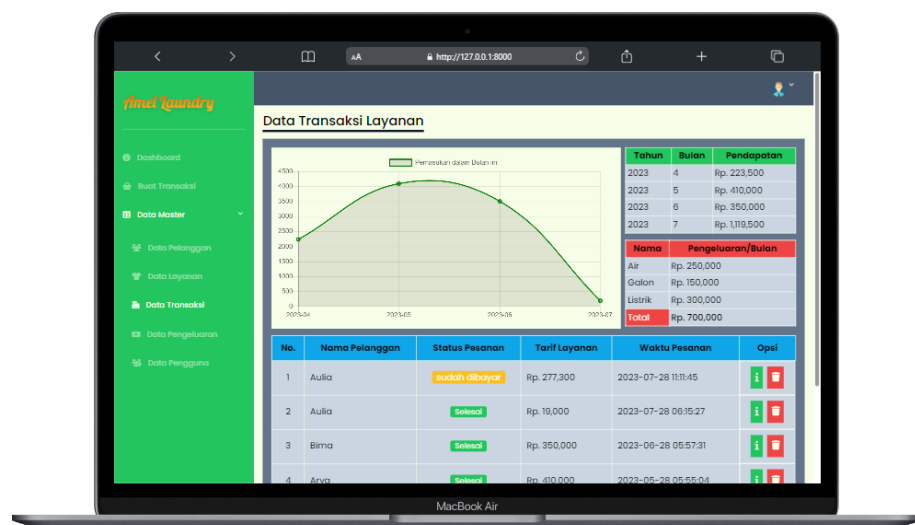 AA http://127.0.0.1:8000
Amel Laundry
Data Transaksi Layanan
Dashboard
Buat Transaksi
Data Master
Data Pelanggan
Data Layanan
Data Transaksi
Data Pengeluaran
Data Pengguna
Pemasukan dalam Bulan ini
4500
4000
3500
3000
2500
2000
1500
1000
500
0
2023-04 2023-05 2023-06 2023-07
Tahun Bulan Pendapatan
2023 4 Rp. 223,500
2023 5 Rp. 410,000
2023 6 Rp. 350,000
2023 7 Rp. 1,119,500
Nama Pengeluaran/Bulan
Air Rp. 250,000
Galon Rp. 150,000
Listrik Rp. 300,000
Total Rp. 700,000
No. Nama Pelanggan Status Pesanan Tarif Layanan Waktu Pesanan Opsi
1 Aulia sudah dibayar Rp. 277,300 2023-07-28 11:11:45
2 Aulia Selesai Rp. 19,000 2023-07-28 06:15:27
3 Bima Selesai Rp. 350,000 2023-06-28 05:57:31
4 Arya Selesai Rp. 410,000 2023-05-28 05:55:04
MacBook Air